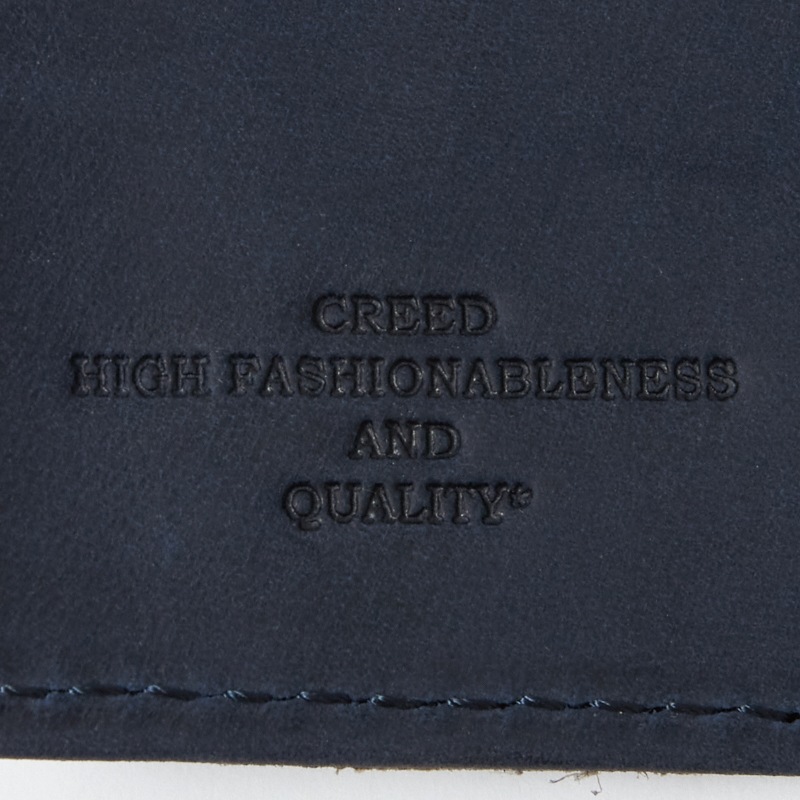 CREED
HIGH FASHIONABLENESS
AND
QUALITY*